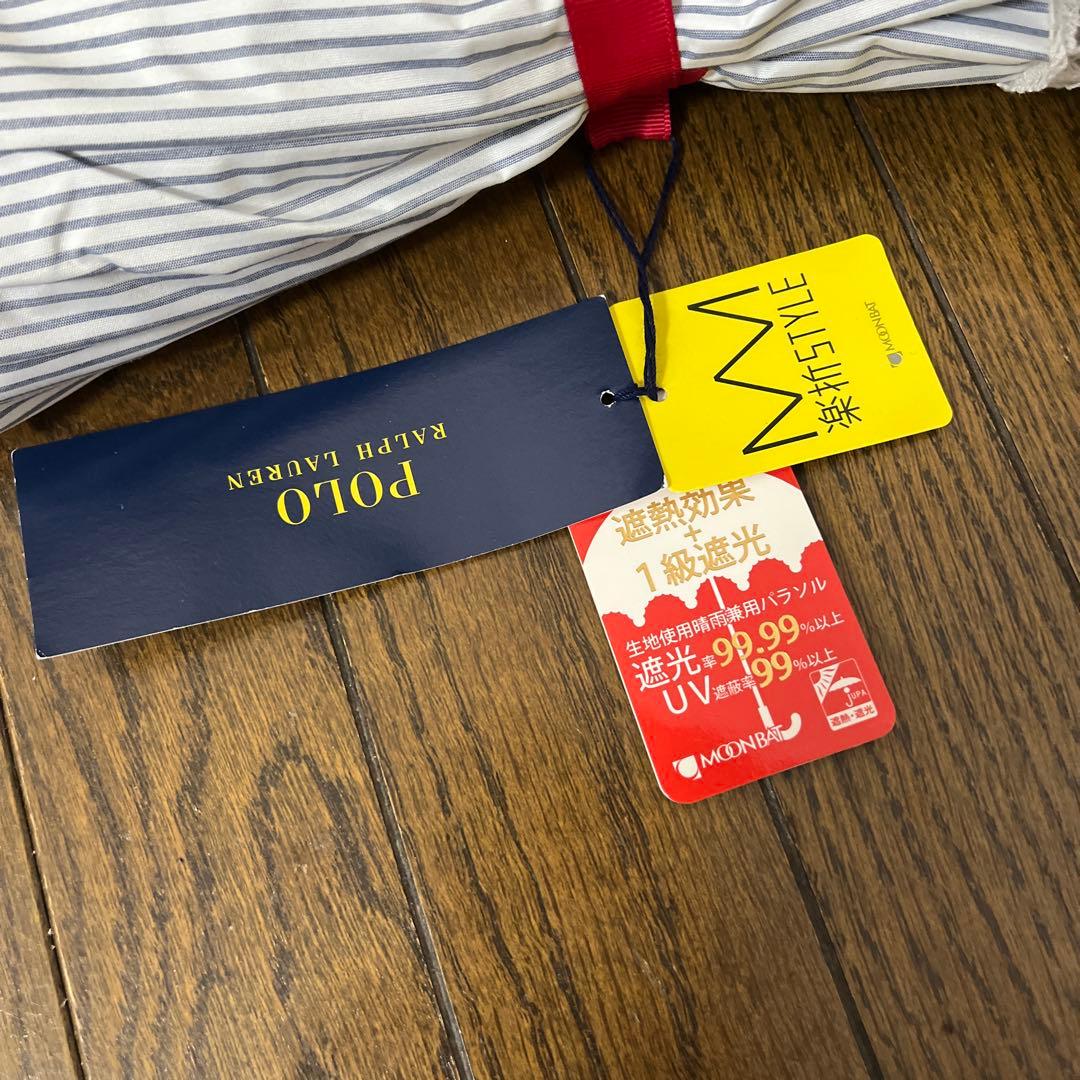 POLO
RALPH LAUREN
楽折STYLE
MOONBAT
遮熱効果
+
1級遮光
生地使用晴雨兼用パラソル
遮光率99.99%以上
UV遮蔽率99%以上
JUPA
遮熱・遮光
MOONBAT